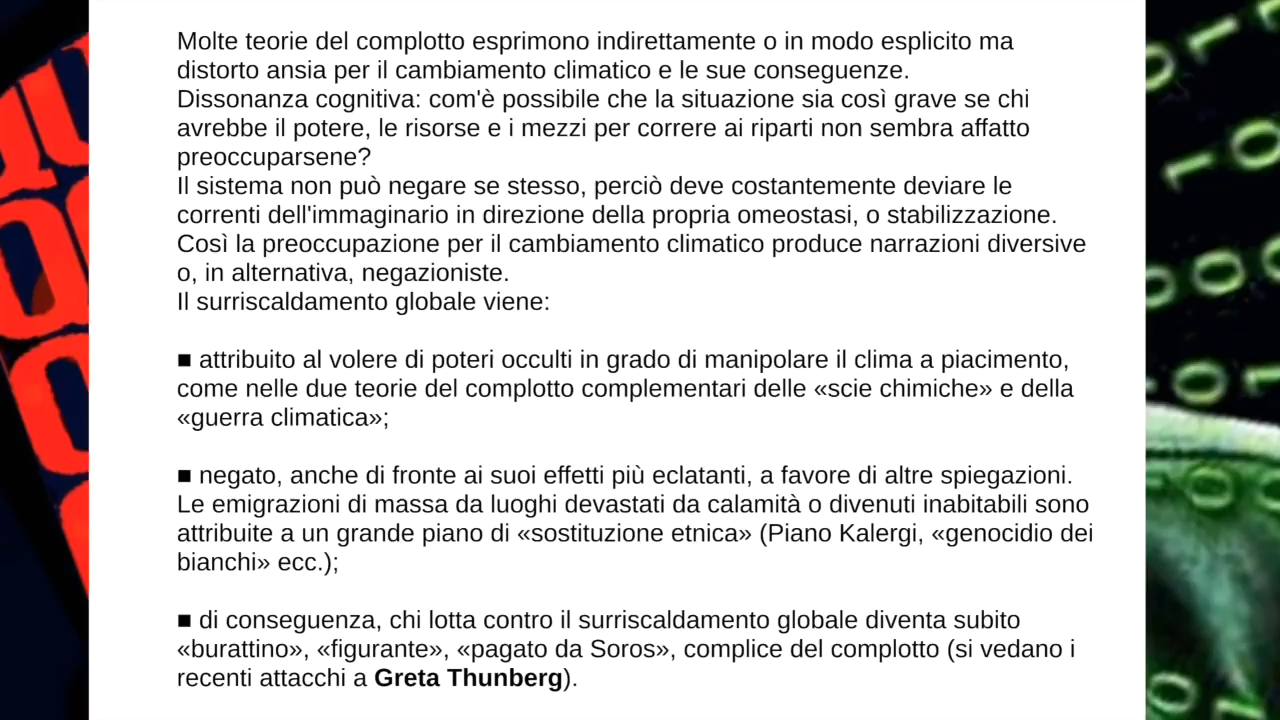 Molte teorie del complotto esprimono indirettamente o in modo esplicito ma
distorto ansia per il cambiamento climatico e le sue conseguenze.
Dissonanza cognitiva: com'è possibile che la situazione sia così grave se chi
avrebbe il potere, le risorse e i mezzi per correre ai riparti non sembra affatto
preoccuparsene?
Il sistema non può negare se stesso, perciò deve costantemente deviare le
correnti dell'immaginario in direzione della propria omeostasi, o stabilizzazione.
Così la preoccupazione per il cambiamento climatico produce narrazioni diversive
o, in alternativa, negazioniste.
Il surriscaldamento globale viene:
■ attribuito al volere di poteri occulti in grado di manipolare il clima a piacimento,
come nelle due teorie del complotto complementari delle «scie chimiche» e della
«guerra climatica»;
■ negato, anche di fronte ai suoi effetti più eclatanti, a favore di altre spiegazioni.
Le emigrazioni di massa da luoghi devastati da calamità o divenuti inabitabili sono
attribuite a un grande piano di «sostituzione etnica» (Piano Kalergi, «genocidio dei
bianchi» ecc.);
■ di conseguenza, chi lotta contro il surriscaldamento globale diventa subito
«burattino», «figurante», «pagato da Soros», complice del complotto (si vedano i
recenti attacchi a Greta Thunberg).